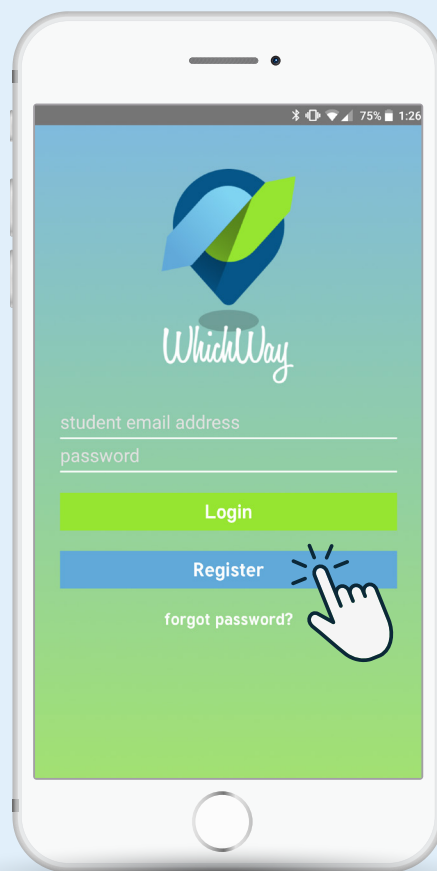 75% 1:26
WhichWay
student email address
password
Login
Register
forgot password?